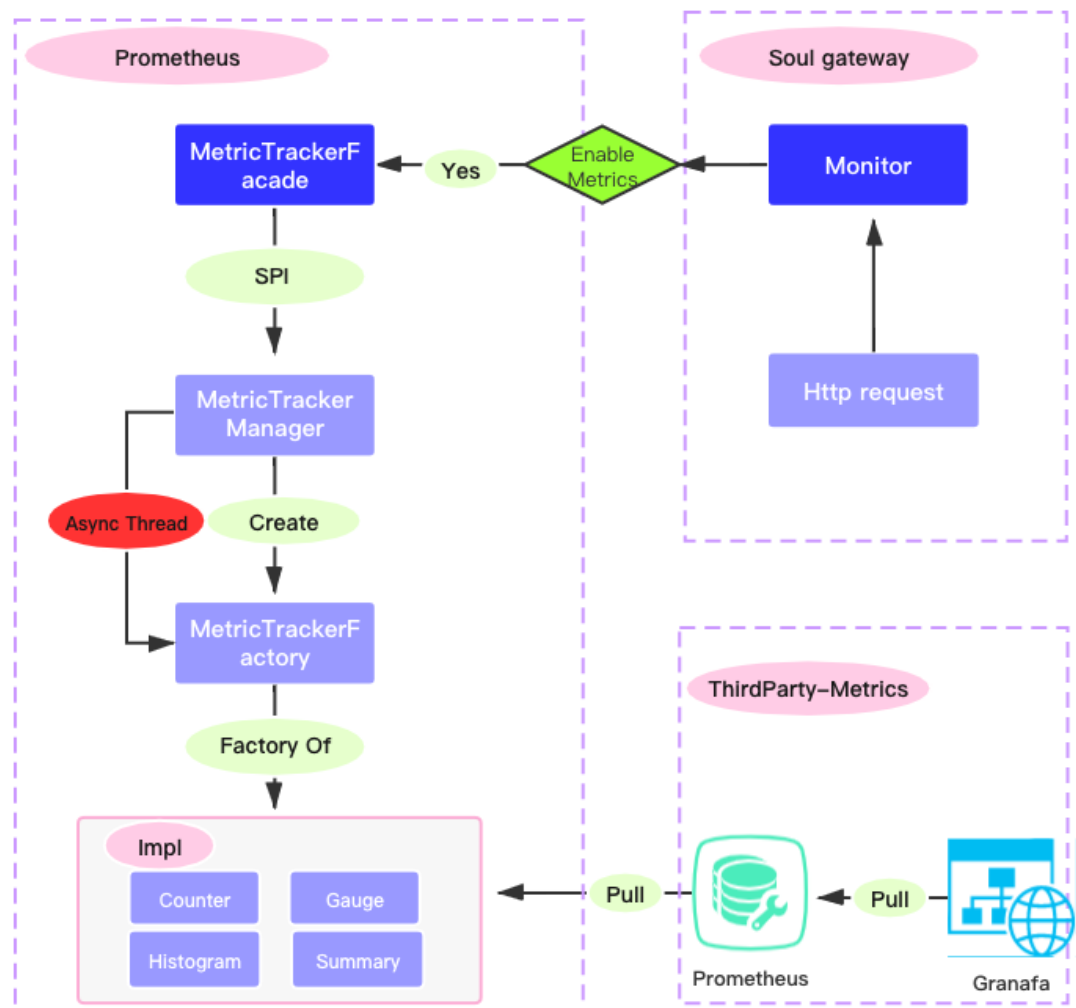 Prometheus
Soul gateway
MetricTrackerF
acade
Yes
Enable
Metrics
Monitor
SPI
Http request
MetricTracker
Manager
Async Thread
Create
MetricTrackerF
actory
ThirdParty-Metrics
Factory Of
Impl
Counter
Gauge
Histogram
Summary
Pull
Pull
Prometheus
Granafa